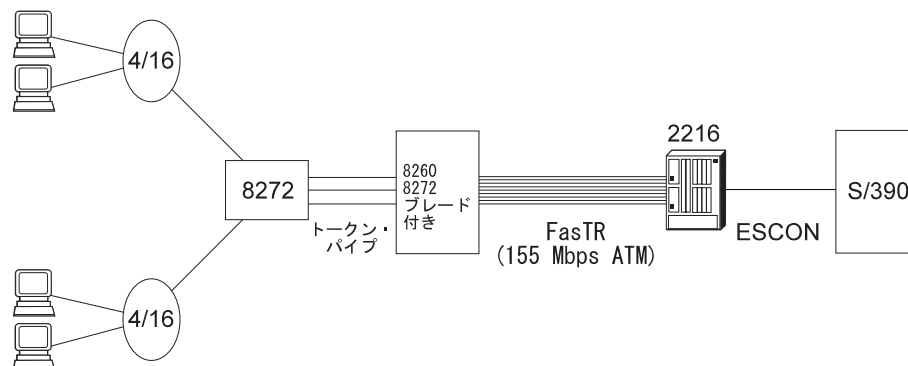 4/16
8272
トークン・
パイプ
8260
8272
ブレード
付き
FasTR
(155 Mbps ATM)
2216
ESCON
S/390
4/16